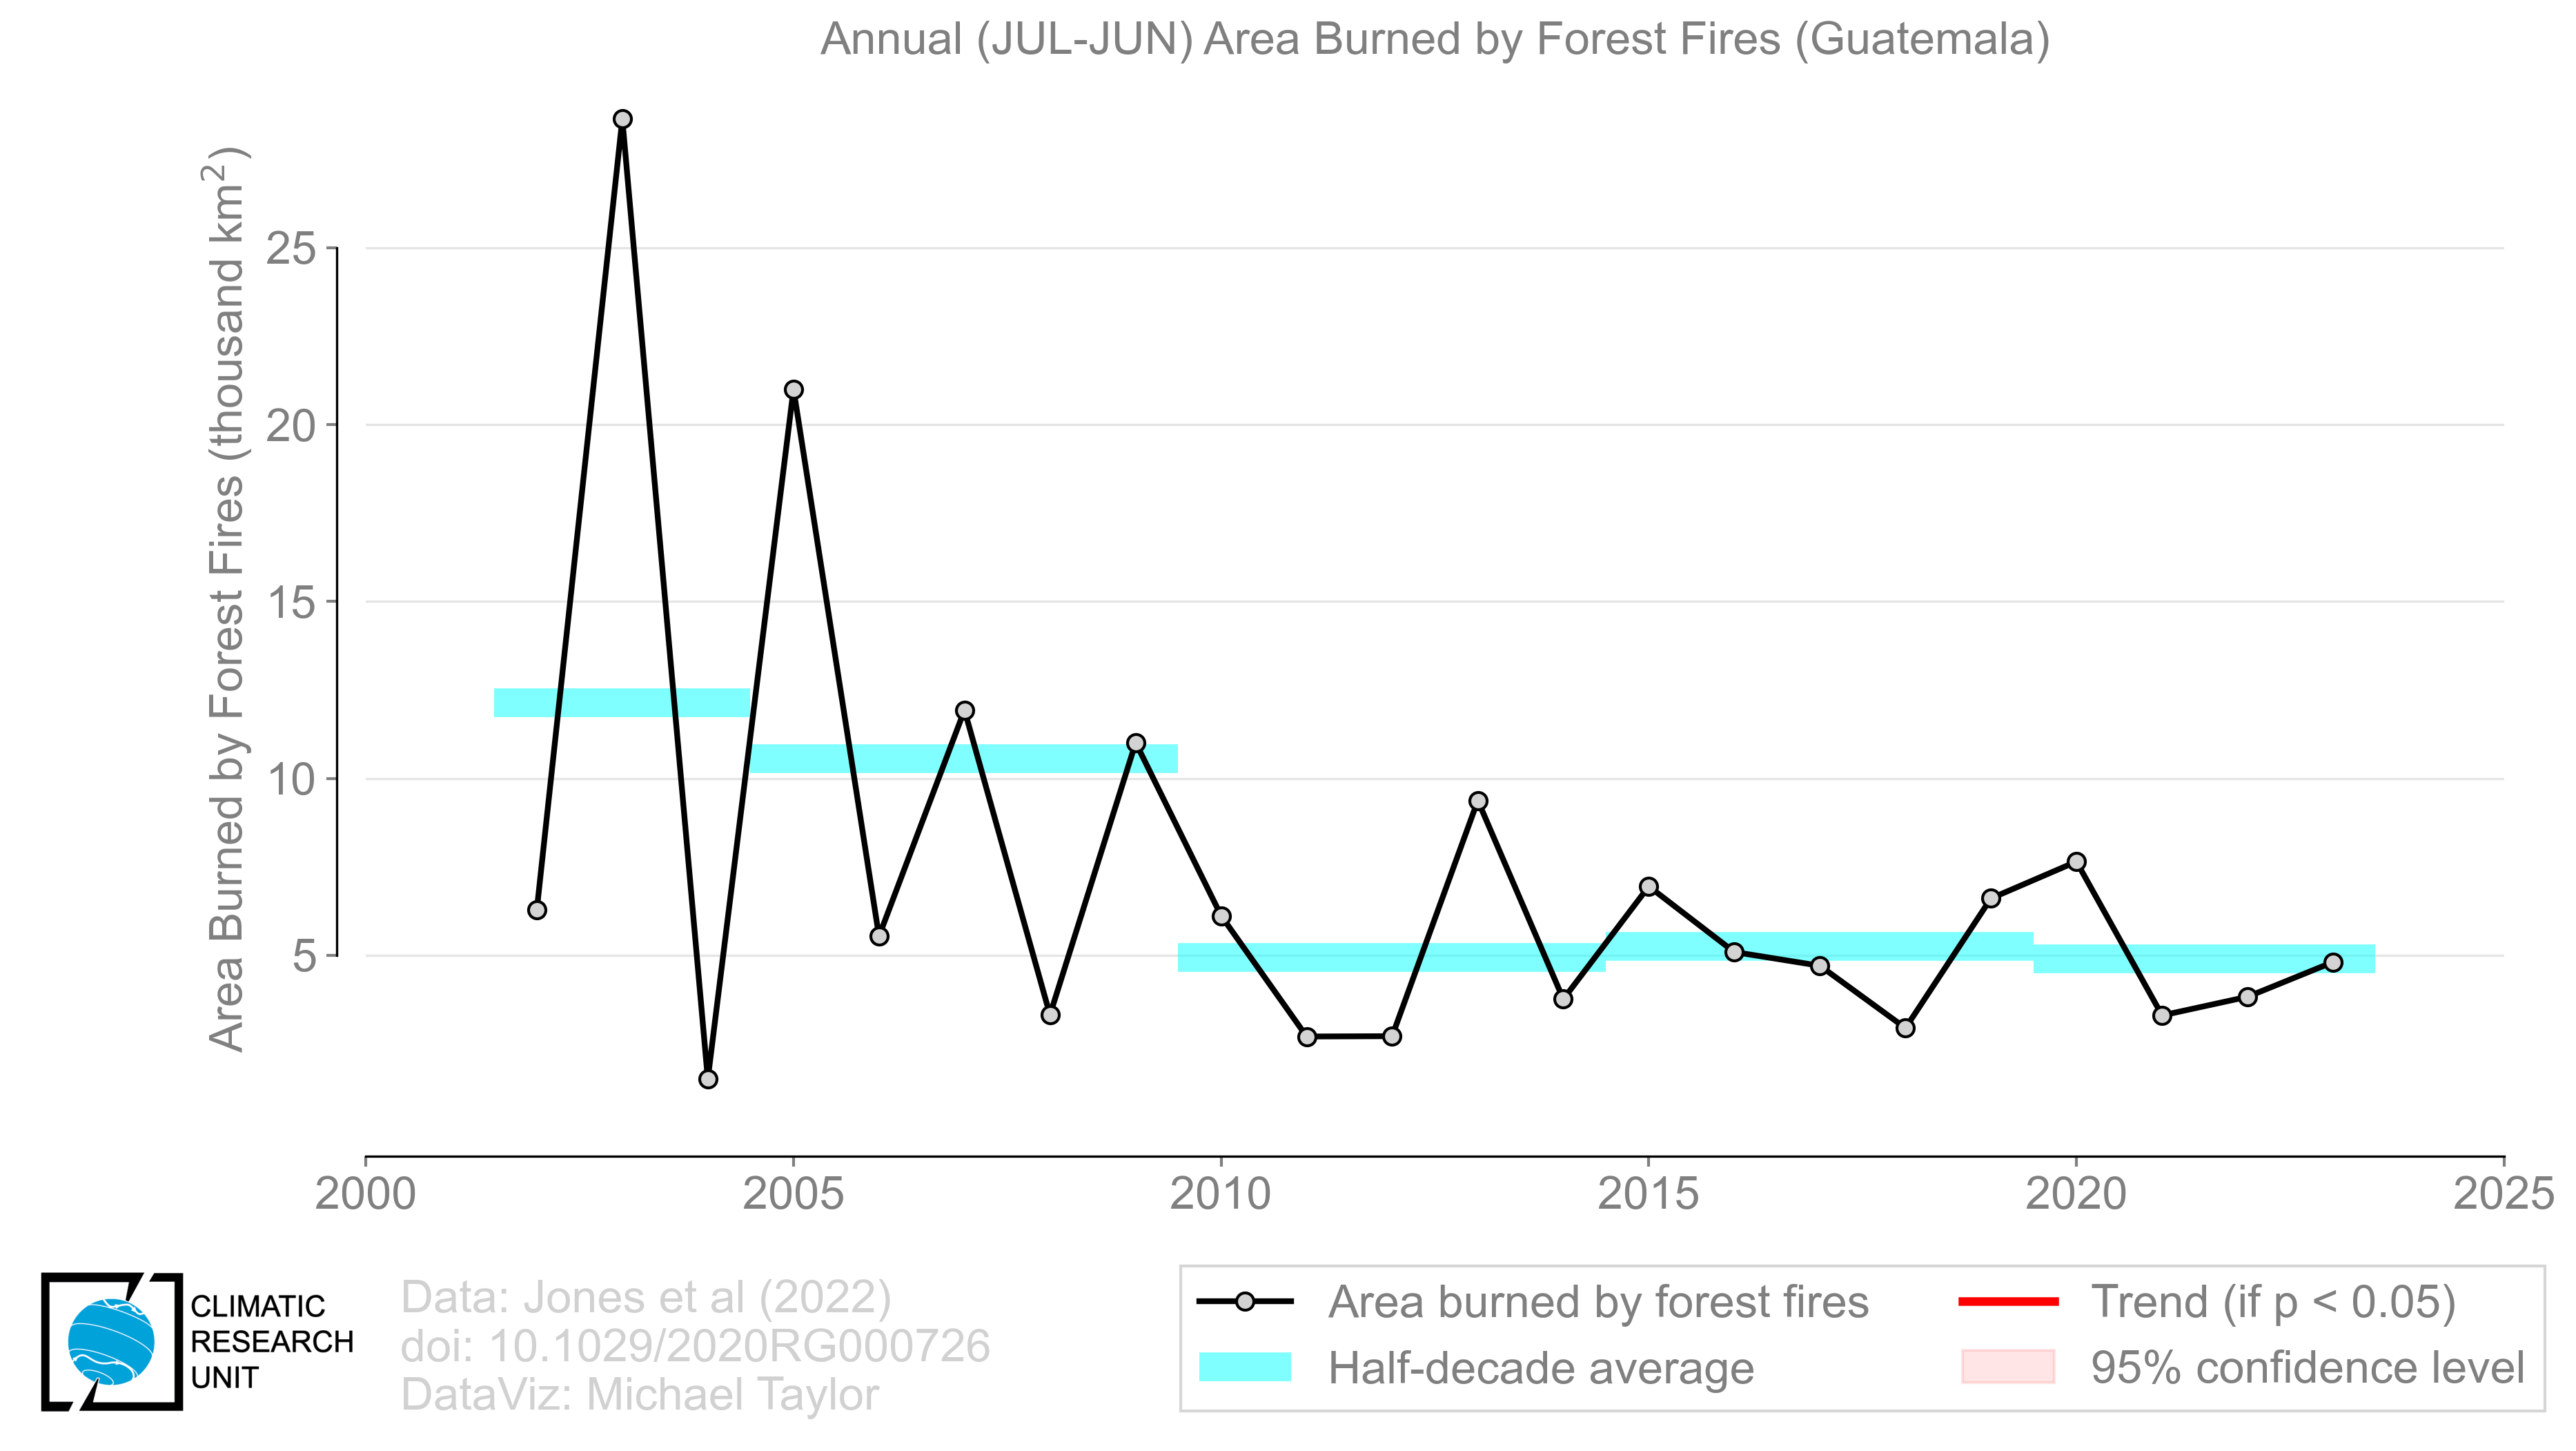 Annual (JUL-JUN) Area Burned by Forest Fires (Guatemala)
Area Burned by Forest Fires (thousand km²)
25
20
15
10
5
2000 2005 2010 2015 2020 2025
CLIMATIC
RESEARCH
UNIT
Data: Jones et al (2022)
doi: 10.1029/2020RG000726
DataViz: Michael Taylor
Area burned by forest fires
Half-decade average
Trend (if p < 0.05)
95% confidence level